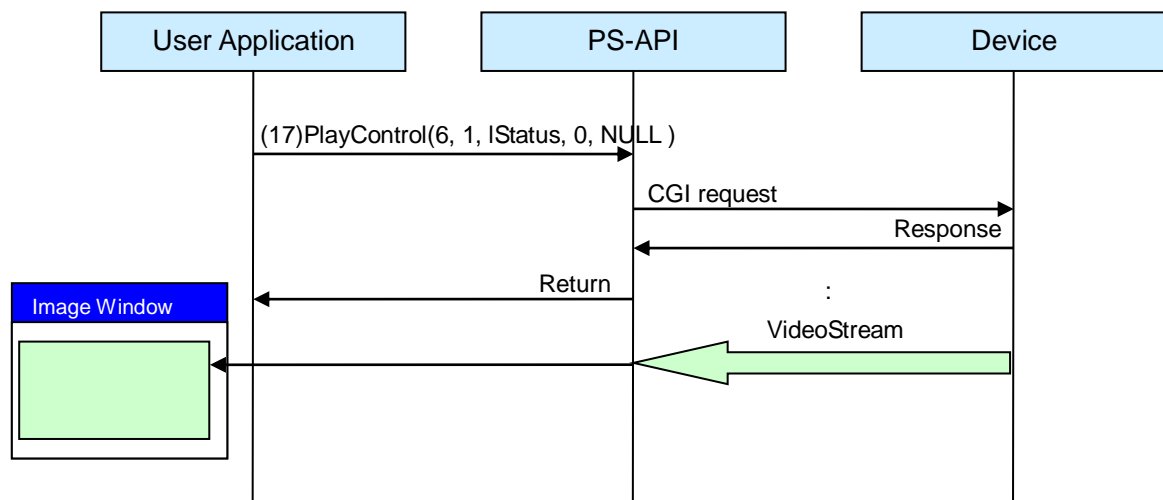 User Application
PS-API
Device
(17)PlayControl(6, 1, lStatus, 0, NULL )
CGI request
Response
Return
:
Image Window
VideoStream